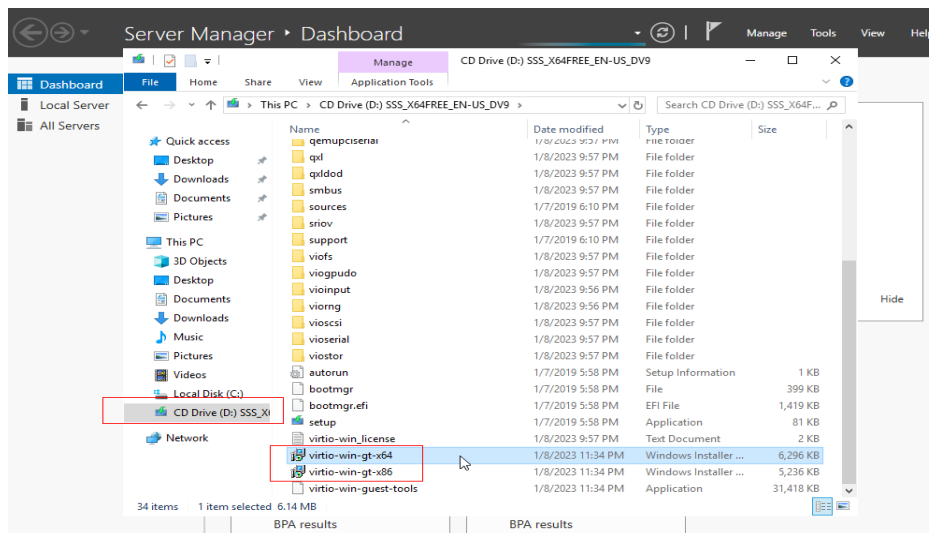 Server Manager ‣ Dashboard
Manage Tools View Hel
Manage
CD Drive (D:) SSS_X64FREE_EN-US_DV9
File Home Share View Application Tools
This PC > CD Drive (D:) SSS_X64FREE_EN-US_DV9 >
Search CD Drive (D:) SSS_X64F...
Dashboard
Local Server
All Servers
Quick access
Desktop
Downloads
Documents
Pictures
This PC
3D Objects
Desktop
Documents
Downloads
Music
Pictures
Videos
Local Disk (C:)
CD Drive (D:) SSS_X
Network
Name Date modified Type Size
qemupciserial 1/8/2023 9:57 PM File folder
qxl 1/8/2023 9:57 PM File folder
qxldod 1/8/2023 9:57 PM File folder
smbus 1/8/2023 9:57 PM File folder
sources 1/7/2019 6:10 PM File folder
sriov 1/8/2023 9:57 PM File folder
support 1/7/2019 6:10 PM File folder
viofs 1/8/2023 9:57 PM File folder
viogpudo 1/8/2023 9:57 PM File folder
vioinput 1/8/2023 9:56 PM File folder
viorng 1/8/2023 9:56 PM File folder
vioscsi 1/8/2023 9:57 PM File folder
vioserial 1/8/2023 9:57 PM File folder
viostor 1/8/2023 9:57 PM File folder
autorun 1/7/2019 5:58 PM Setup Information 1 KB
bootmgr 1/7/2019 5:58 PM File 399 KB
bootmgr.efi 1/7/2019 5:58 PM EFI File 1,419 KB
setup 1/7/2019 5:58 PM Application 81 KB
virtio-win_license 1/8/2023 9:57 PM Text Document 2 KB
virtio-win-gt-x64 1/8/2023 11:34 PM Windows Installer ... 6,296 KB
virtio-win-gt-x86 1/8/2023 11:34 PM Windows Installer ... 5,236 KB
virtio-win-guest-tools 1/8/2023 11:34 PM Application 31,418 KB
Hide
34 items 1 item selected 6.14 MB
BPA results BPA results